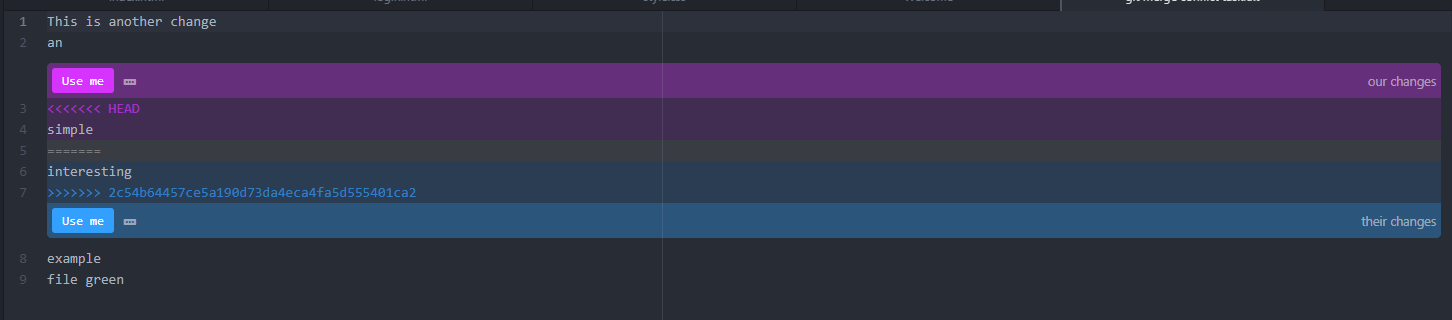 1 This is another change
2 an
Use me our changes
3 <<<<<<< HEAD
4 simple
5 =======
6 interesting
7 >>>>>>> 2c54b64457ce5a190d73da4eca4fa5d555401ca2
Use me their changes
8 example
9 file green